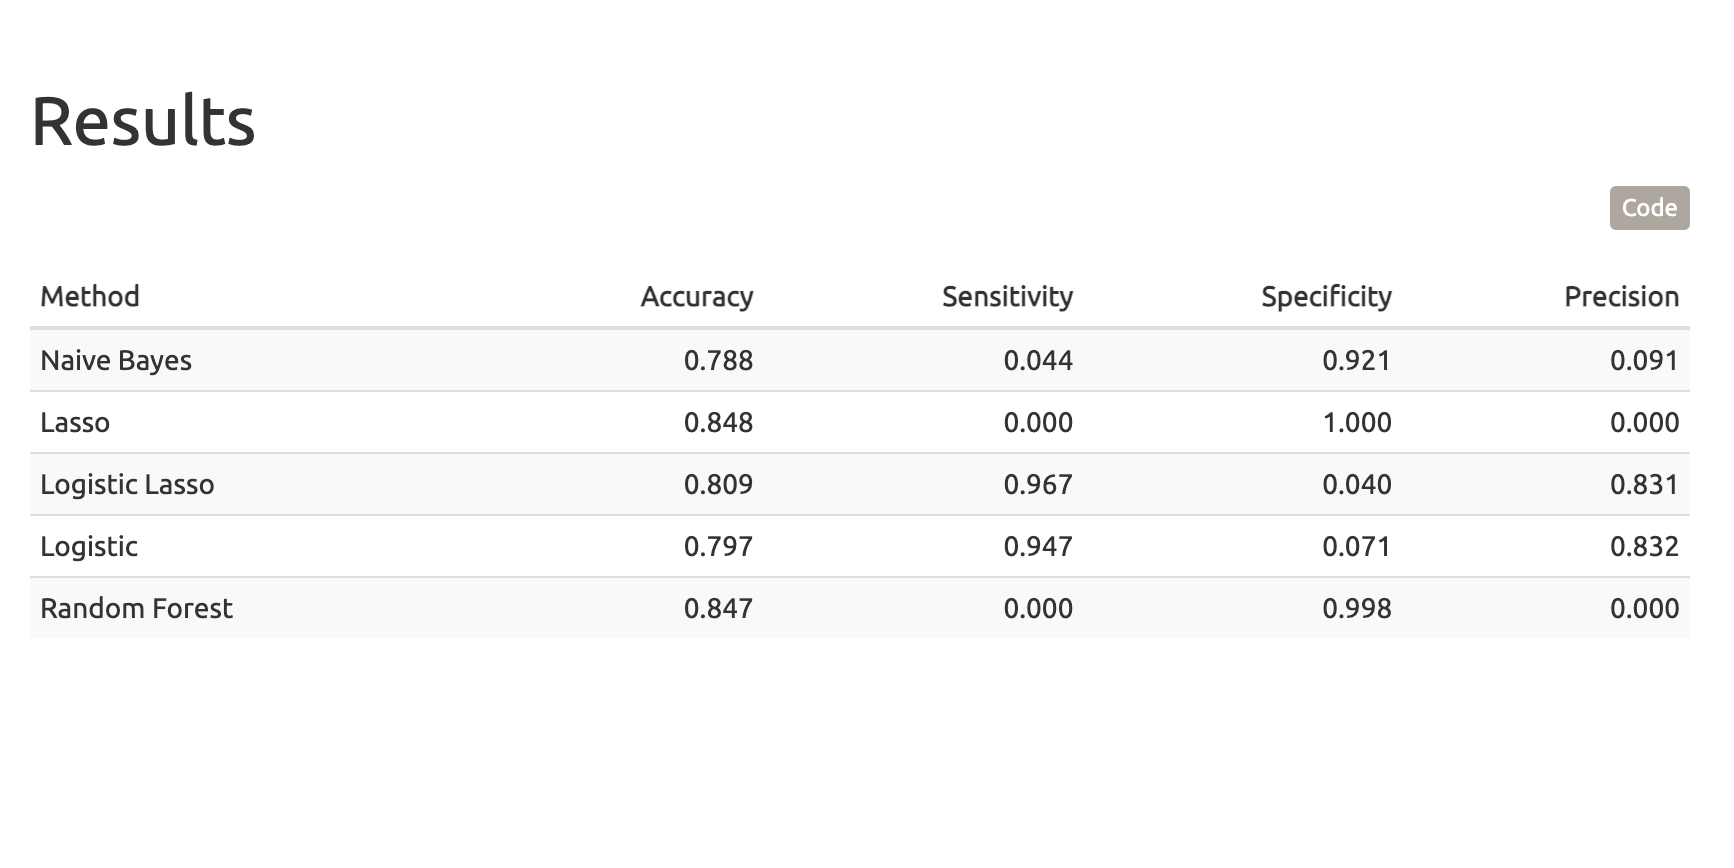 Results
Code
Method Accuracy Sensitivity Specificity Precision
Naive Bayes 0.788 0.044 0.921 0.091
Lasso 0.848 0.000 1.000 0.000
Logistic Lasso 0.809 0.967 0.040 0.831
Logistic 0.797 0.947 0.071 0.832
Random Forest 0.847 0.000 0.998 0.000